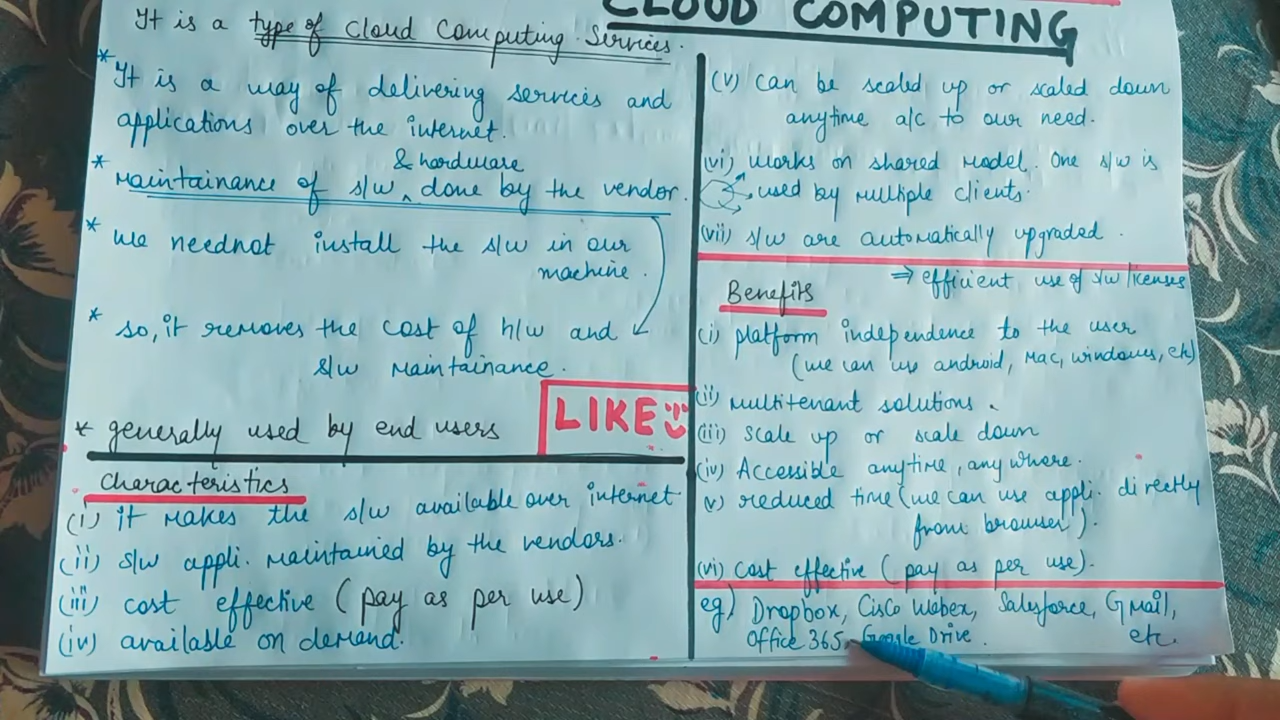 CLOUD COMPUTING
It is a type of Cloud Computing Services.
* It is a way of delivering services and
applications over the internet.
& hardware
* Maintainance of s/w ^ done by the vendor.
* We neednot install the s/w in our
machine.
* so, it removes the cost of h/w and
s/w Maintainance.
LIKE
* generally used by end users
Characteristics
(i) it makes the s/w available over internet
(ii) s/w appli. maintained by the vendors.
(iii) cost effective (pay as per use)
(iv) available on demand.
(v) can be scaled up or scaled down
anytime a/c to our need.
(vi) works on shared model. One s/w is
used by multiple clients.
(vii) s/w are automatically upgraded.
⇒ efficient use of s/w licenses
Benefits
(i) platform independence to the user
(we can use android, Mac, windows, etc)
(ii) multitenant solutions.
(iii) scale up or scale down
(iv) Accessible anytime, any where.
(v) reduced time (we can use appli. directly
from browser).
(vi) cost effective (pay as per use).
eg) Dropbox, Cisco Webex, Salesforce, GMail,
Office 365, Google Drive. etc.